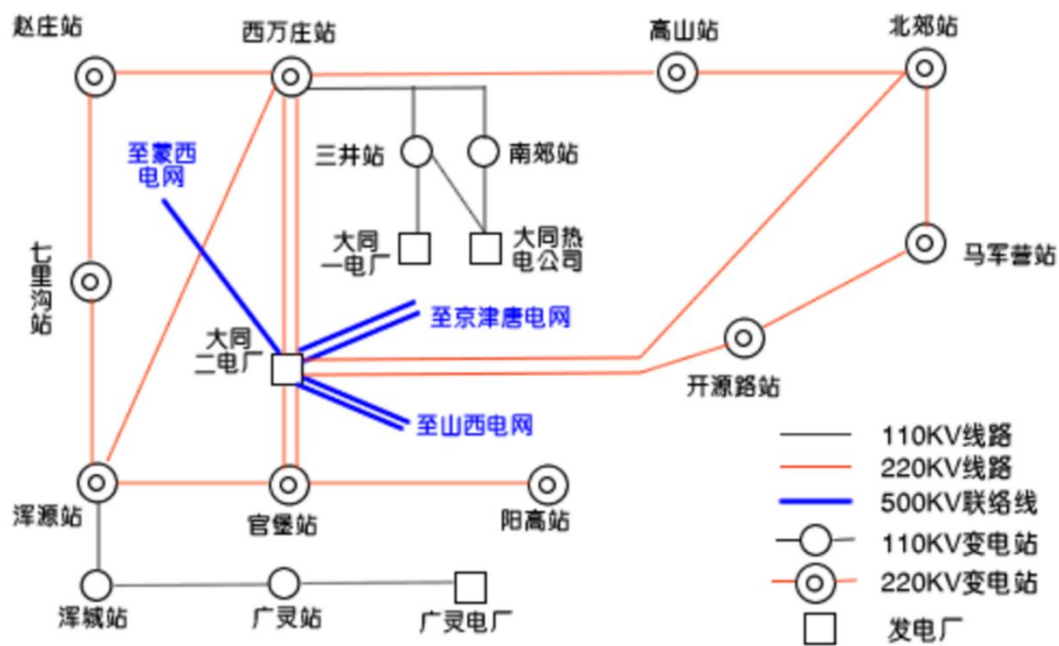 赵庄站
西万庄站
高山站
北郊站
至蒙西
电网
三井站
南郊站
七里沟站
大同
一电厂
大同热
电公司
马军营站
大同
二电厂
至京津唐电网
开源路站
至山西电网
110KV线路
220KV线路
500KV联络线
110KV变电站
220KV变电站
发电厂
浑源站
官堡站
阳高站
浑城站
广灵站
广灵电厂